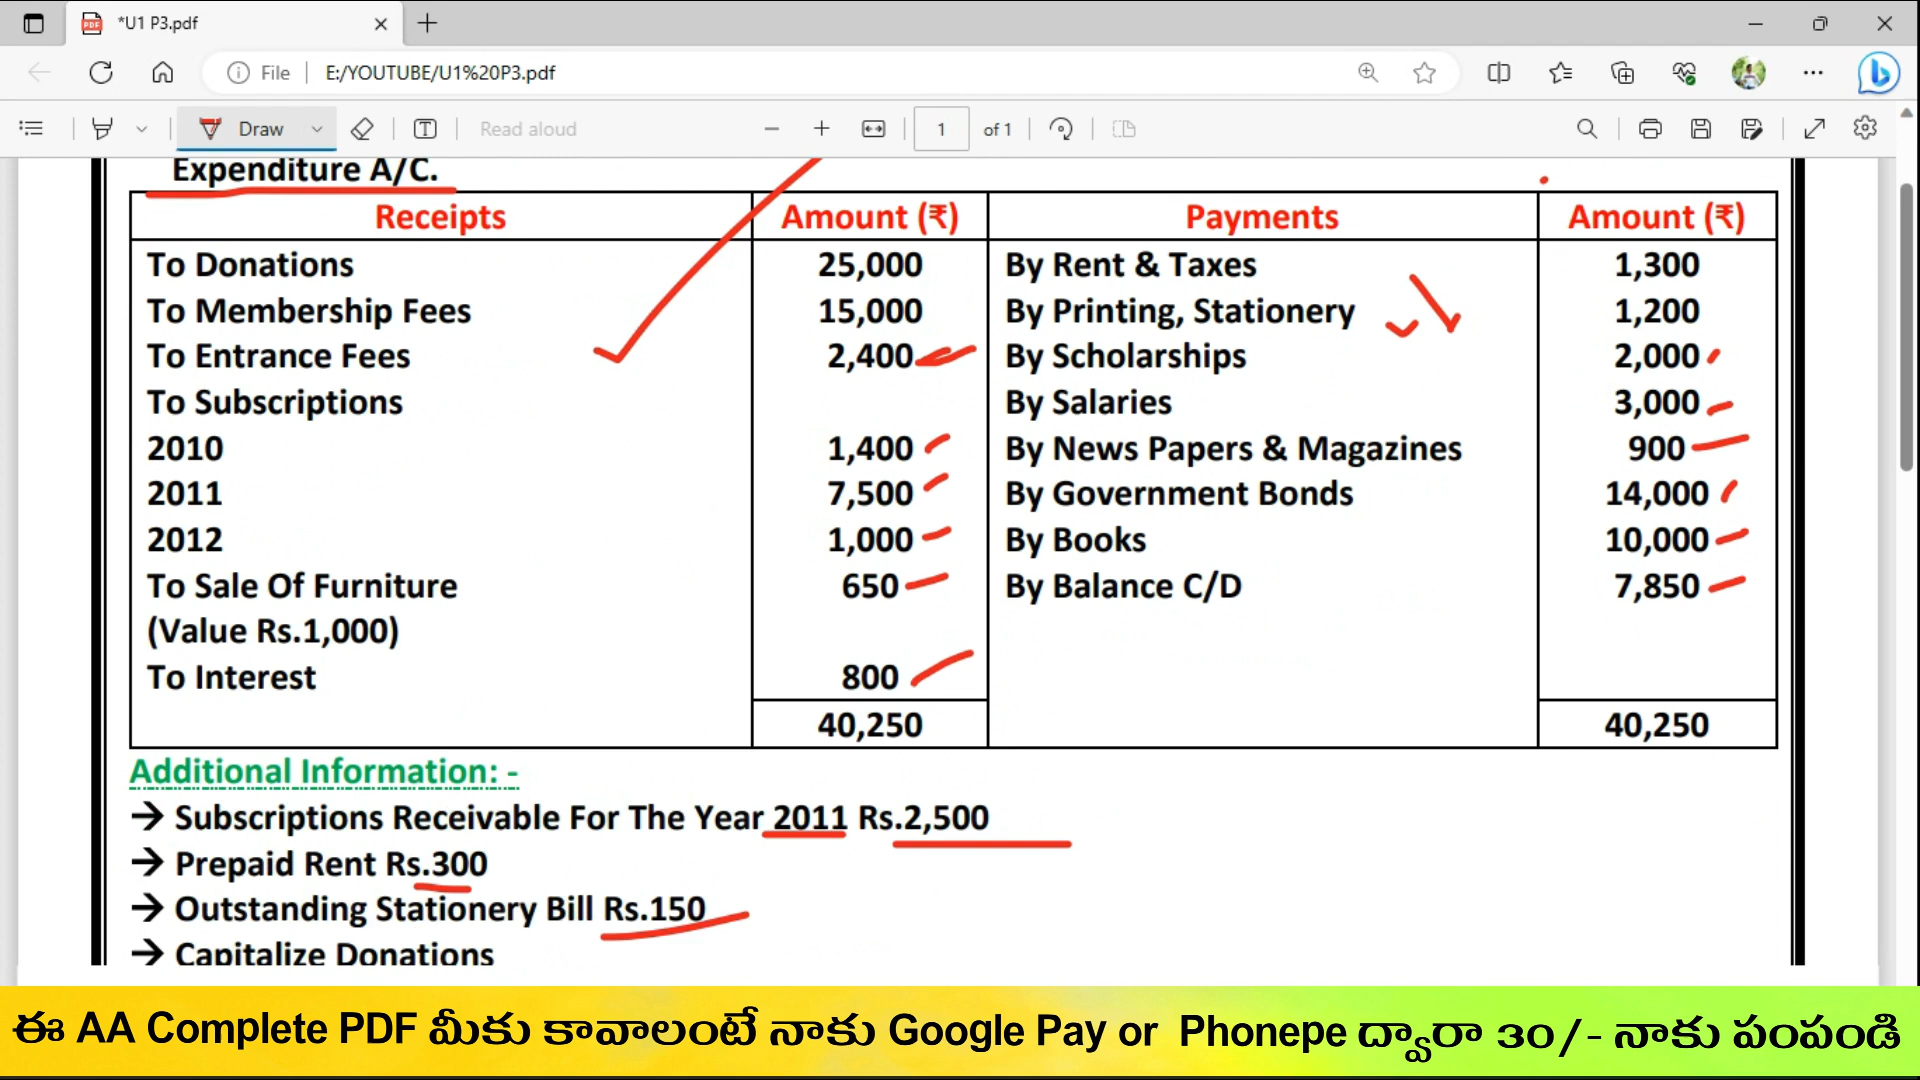 *U1 P3.pdf
File E:/YOUTUBE/U1%20P3.pdf
Draw Read aloud 1 of 1
Expenditure A/C.
Receipts Amount (₹) Payments Amount (₹)
To Donations 25,000 By Rent & Taxes 1,300
To Membership Fees 15,000 By Printing, Stationery 1,200
To Entrance Fees 2,400 By Scholarships 2,000
To Subscriptions By Salaries 3,000
2010 1,400 By News Papers & Magazines 900
2011 7,500 By Government Bonds 14,000
2012 1,000 By Books 10,000
To Sale Of Furniture 650 By Balance C/D 7,850
(Value Rs.1,000)
To Interest 800
40,250 40,250
Additional Information: -
→ Subscriptions Receivable For The Year 2011 Rs.2,500
→ Prepaid Rent Rs.300
→ Outstanding Stationery Bill Rs.150
→ Capitalize Donations
ఈ AA Complete PDF మీకు కావాలంటే నాకు Google Pay or Phonepe ద్వారా 30/- నాకు పంపండి